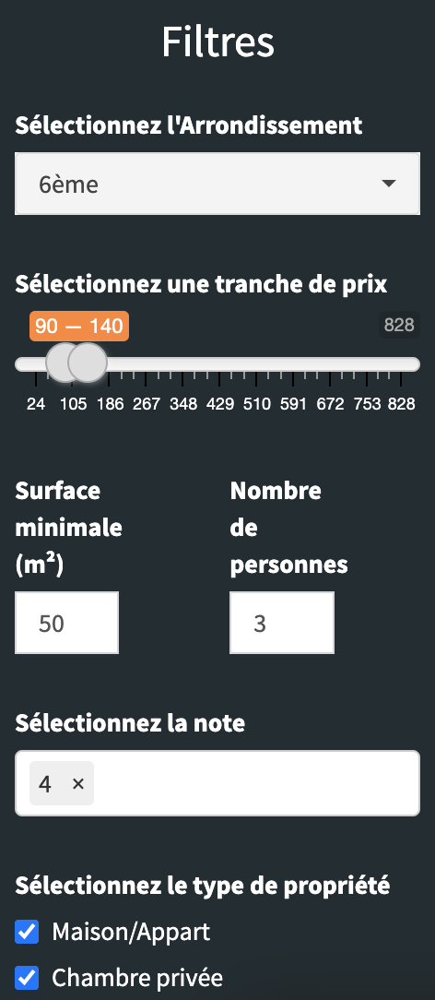 Filtres
Sélectionnez l'Arrondissement
6ème
Sélectionnez une tranche de prix
90 — 140
828
24 105 186 267 348 429 510 591 672 753 828
Surface minimale (m²)
Nombre de personnes
50
3
Sélectionnez la note
4 ×
Sélectionnez le type de propriété
Maison/Appart
Chambre privée